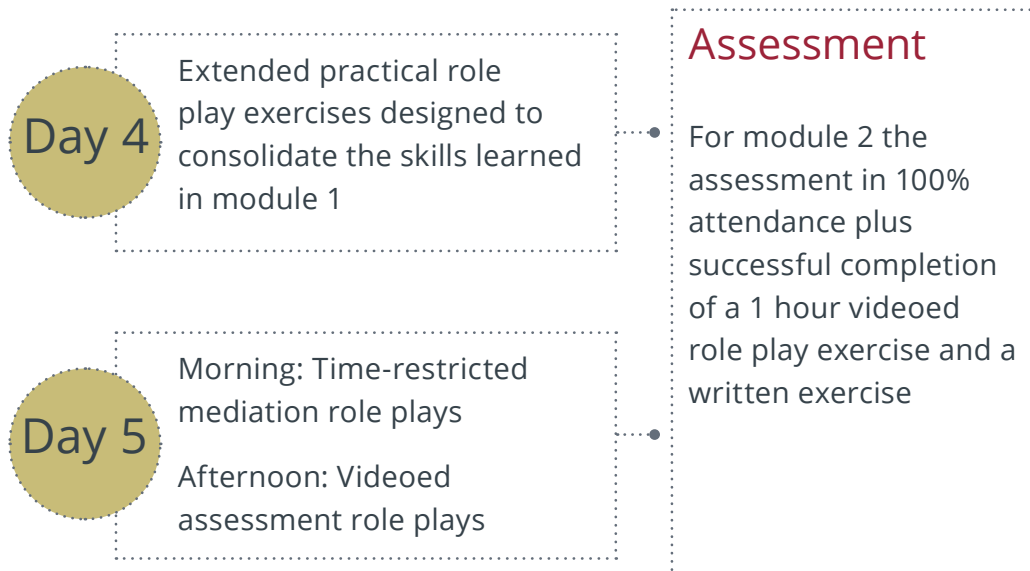 Day 4
Extended practical role
play exercises designed to
consolidate the skills learned
in module 1
Day 5
Morning: Time-restricted
mediation role plays
Afternoon: Videoed
assessment role plays
Assessment
For module 2 the
assessment in 100%
attendance plus
successful completion
of a 1 hour videoed
role play exercise and a
written exercise